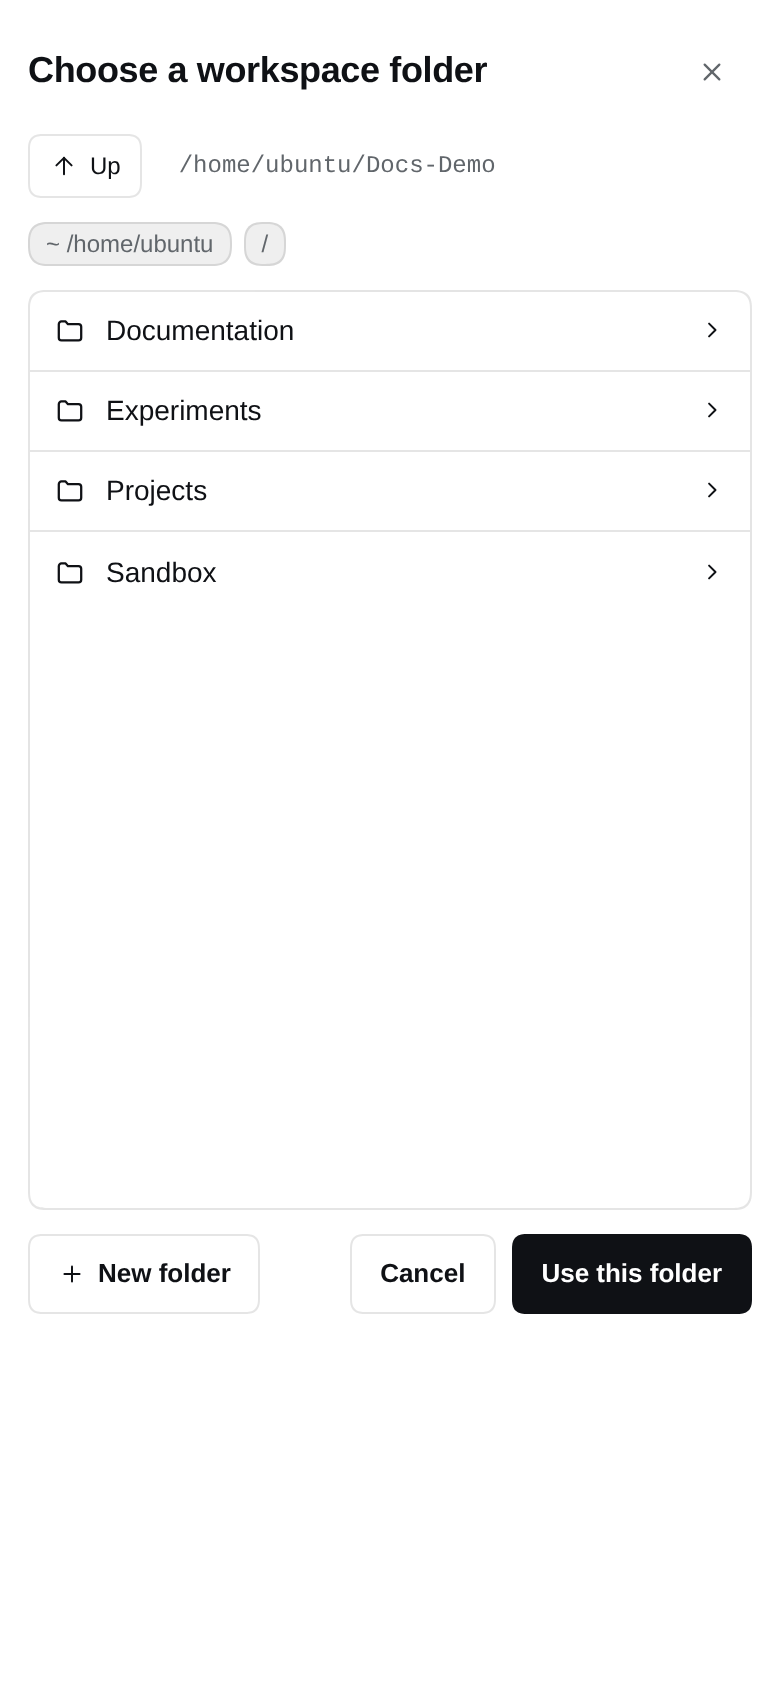 Choose a workspace folder
Up /home/ubuntu/Docs-Demo
~ /home/ubuntu /
Documentation
Experiments
Projects
Sandbox
New folder Cancel Use this folder